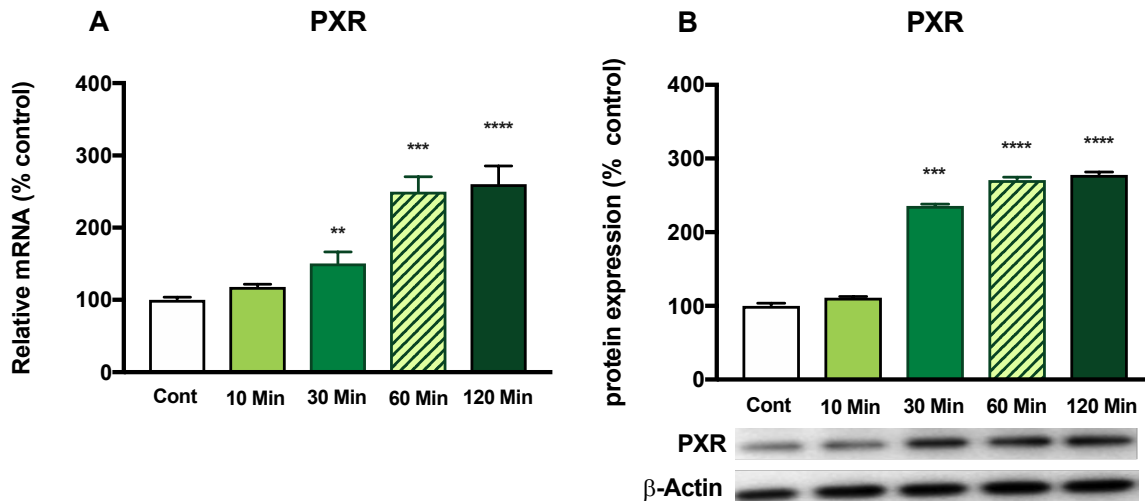 A
PXR
Relative mRNA (% control)
400
300
200
100
0
**
***
****
Cont
10 Min
30 Min
60 Min
120 Min
B
PXR
protein expression (% control)
400
300
200
100
0
***
****
****
Cont
10 Min
30 Min
60 Min
120 Min
PXR
β-Actin